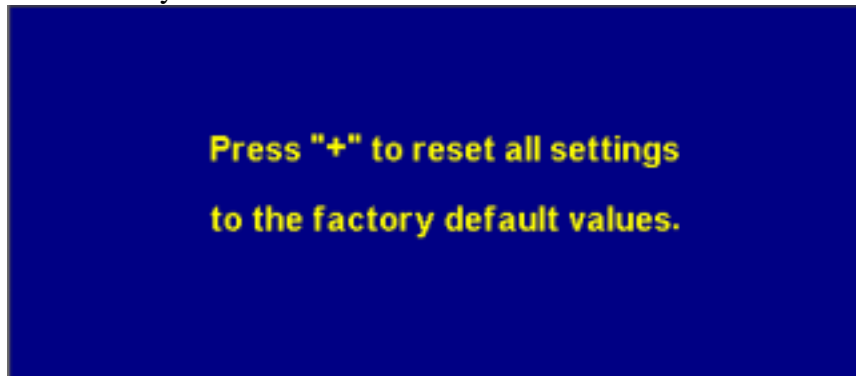 Press "+" to reset all settings
to the factory default values.